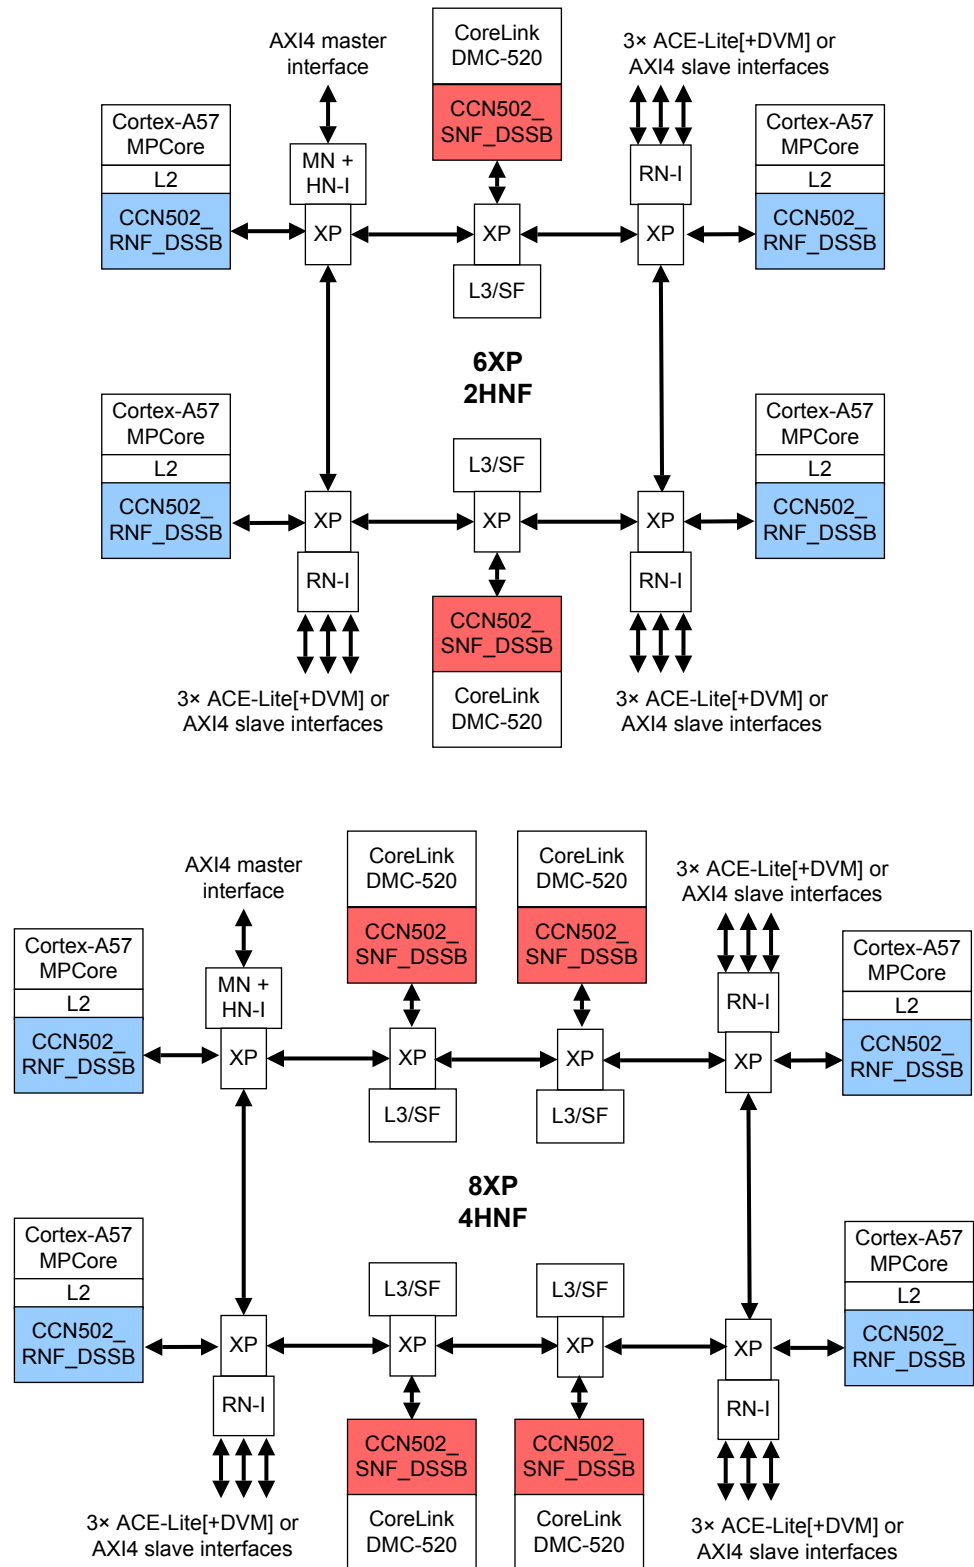 AXI4 master
interface
CoreLink
DMC-520
3× ACE-Lite[+DVM] or
AXI4 slave interfaces
Cortex-A57
MPCore
L2
CCN502_
RNF_DSSB
MN +
HN-I
CCN502_
SNF_DSSB
RN-I
Cortex-A57
MPCore
L2
CCN502_
RNF_DSSB
XP
XP
XP
L3/SF
6XP
2HNF
Cortex-A57
MPCore
L2
CCN502_
RNF_DSSB
L3/SF
Cortex-A57
MPCore
L2
CCN502_
RNF_DSSB
XP
XP
XP
RN-I
RN-I
CCN502_
SNF_DSSB
CoreLink
DMC-520
3× ACE-Lite[+DVM] or
AXI4 slave interfaces
3× ACE-Lite[+DVM] or
AXI4 slave interfaces
AXI4 master
interface
CoreLink
DMC-520
CoreLink
DMC-520
3× ACE-Lite[+DVM] or
AXI4 slave interfaces
Cortex-A57
MPCore
L2
CCN502_
RNF_DSSB
MN +
HN-I
CCN502_
SNF_DSSB
CCN502_
SNF_DSSB
RN-I
Cortex-A57
MPCore
L2
CCN502_
RNF_DSSB
XP
XP
XP
XP
L3/SF
L3/SF
8XP
4HNF
Cortex-A57
MPCore
L2
CCN502_
RNF_DSSB
L3/SF
L3/SF
Cortex-A57
MPCore
L2
CCN502_
RNF_DSSB
XP
XP
XP
XP
RN-I
RN-I
CCN502_
SNF_DSSB
CoreLink
DMC-520
CCN502_
SNF_DSSB
CoreLink
DMC-520
3× ACE-Lite[+DVM] or
AXI4 slave interfaces
3× ACE-Lite[+DVM] or
AXI4 slave interfaces